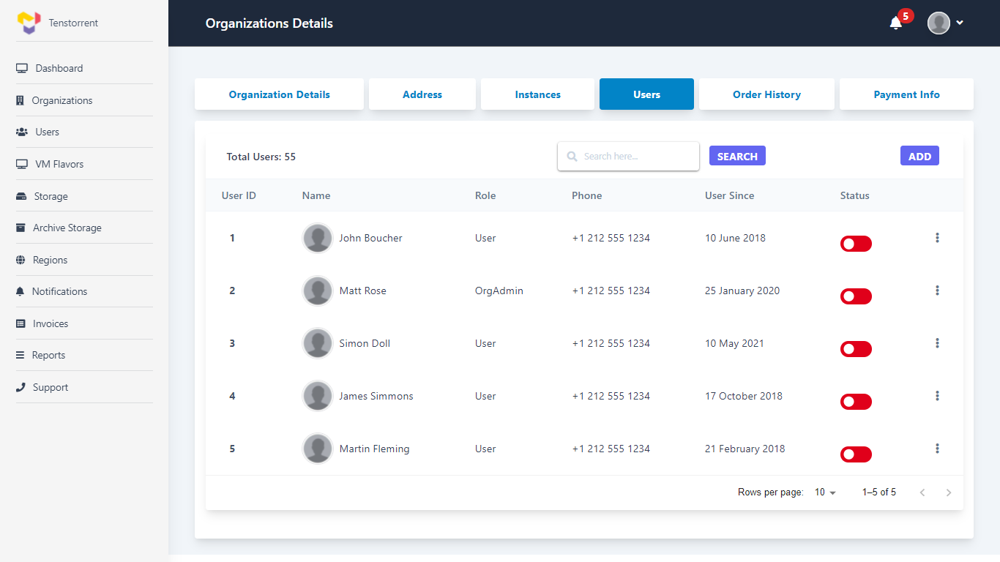 Tenstorrent
Dashboard
Organizations
Users
VM Flavors
Storage
Archive Storage
Regions
Notifications
Invoices
Reports
Support
Organizations Details
5
Organization Details
Address
Instances
Users
Order History
Payment Info
Total Users: 55
Search here...
SEARCH
ADD
User ID Name Role Phone User Since Status
1 John Boucher User +1 212 555 1234 10 June 2018
2 Matt Rose OrgAdmin +1 212 555 1234 25 January 2020
3 Simon Doll User +1 212 555 1234 10 May 2021
4 James Simmons User +1 212 555 1234 17 October 2018
5 Martin Fleming User +1 212 555 1234 21 February 2018
Rows per page: 10 1–5 of 5